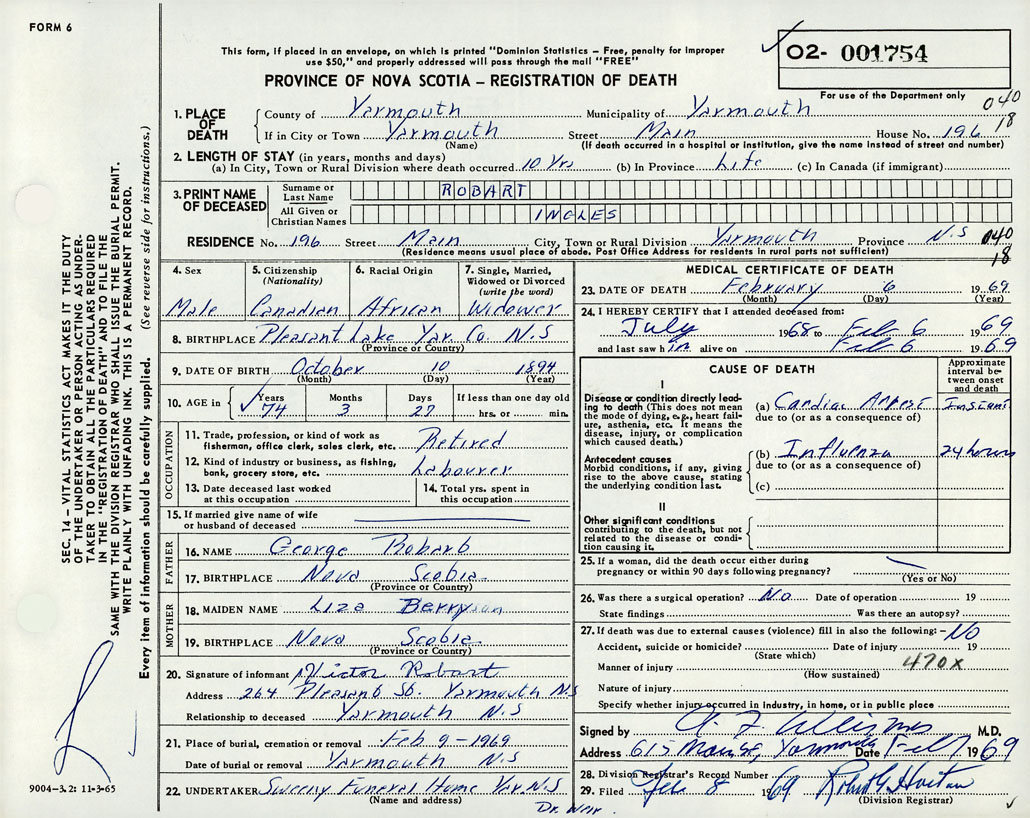 FORM 6
This form, if placed in an envelope, on which is printed "Dominion Statistics – Free, penalty for improper
use $50," and properly addressed will pass through the mail "FREE"
02- 001754
For use of the Department only
PROVINCE OF NOVA SCOTIA – REGISTRATION OF DEATH
040
18
1. PLACE OF DEATH
County of Yarmouth Municipality of Yarmouth
If in City or Town Yarmouth Street Main House No. 196
(Name) (If death occurred in a hospital or institution, give the name instead of street and number)
2. LENGTH OF STAY (in years, months and days)
(a) In City, Town or Rural Division where death occurred 10 Yrs (b) In Province Life (c) In Canada (if immigrant)
3. PRINT NAME OF DECEASED
Surname or Last Name ROBART
All Given or Christian Names INGLES
RESIDENCE No. 196 Street Main City, Town or Rural Division Yarmouth Province N.S
(Residence means usual place of abode. Post Office Address for residents in rural parts not sufficient)
040
18
4. Sex
Male
5. Citizenship (Nationality)
Canadian
6. Racial Origin
African
7. Single, Married, Widowed or Divorced (write the word)
Widower
8. BIRTHPLACE Pleasant Lake Yar. Co. N.S
(Province or Country)
9. DATE OF BIRTH October 10 1894
(Month) (Day) (Year)
10. AGE in Years 74 Months 3 Days 27 If less than one day old hrs. or min.
OCCUPATION
11. Trade, profession, or kind of work as fisherman, office clerk, sales clerk, etc. Retired
12. Kind of industry or business, as fishing, bank, grocery store, etc. Labourer
13. Date deceased last worked at this occupation
14. Total yrs. spent in this occupation
15. If married give name of wife or husband of deceased
FATHER
16. NAME George Robart
17. BIRTHPLACE Nova Scotia
(Province or Country)
MOTHER
18. MAIDEN NAME Liza Berry
19. BIRTHPLACE Nova Scotia
(Province or Country)
20. Signature of informant Victor Robart
Address 264 Pleasant St. Yarmouth N.S
Relationship to deceased Yarmouth N.S
21. Place of burial, cremation or removal Feb 9-1969
Date of burial or removal Yarmouth N.S
22. UNDERTAKER Sweeny Funeral Home Yar. N.S
(Name and address)
MEDICAL CERTIFICATE OF DEATH
23. DATE OF DEATH February 6 1969
(Month) (Day) (Year)
24. I HEREBY CERTIFY that I attended deceased from:
July 1968 to Feb 6 1969
and last saw him alive on Feb 6 1969
CAUSE OF DEATH
Approximate interval between onset and death
I
Disease or condition directly leading to death (This does not mean the mode of dying, e.g., heart failure, asthenia, etc. It means the disease, injury, or complication which caused death.)
(a) Cardiac Arrest Instant
due to (or as a consequence of)
Antecedent causes
Morbid conditions, if any, giving rise to the above cause, stating the underlying condition last.
(b) Influenza 24 hours
due to (or as a consequence of)
(c)
II
Other significant conditions contributing to the death, but not related to the disease or condition causing it.
25. If a woman, did the death occur either during pregnancy or within 90 days following pregnancy?
(Yes or No)
26. Was there a surgical operation? No Date of operation 19
State findings Was there an autopsy?
27. If death was due to external causes (violence) fill in also the following:- No
Accident, suicide or homicide? Date of injury 19
(State which)
Manner of injury 470X
(How sustained)
Nature of injury
Specify whether injury occurred in Industry, in home, or in public place
Signed by M.D.
Address 615 Main St, Yarmouth Date Feb 7 1969
28. Division Registrar's Record Number
29. Filed Feb 8 1969
(Division Registrar)
Dr. Weir
SEC. 14 – VITAL STATISTICS ACT MAKES IT THE DUTY
OF THE UNDERTAKER OR PERSON ACTING AS UNDER-
TAKER TO OBTAIN ALL THE PARTICULARS REQUIRED
IN THE "REGISTRATION OF DEATH" AND TO FILE THE
SAME WITH THE DIVISION REGISTRAR WHO SHALL ISSUE THE BURIAL PERMIT.
WRITE PLAINLY WITH UNFADING INK. THIS IS A PERMANENT RECORD.
Every item of information should be carefully supplied. (See reverse side for instructions.)
9004-3.2: 11-3-65